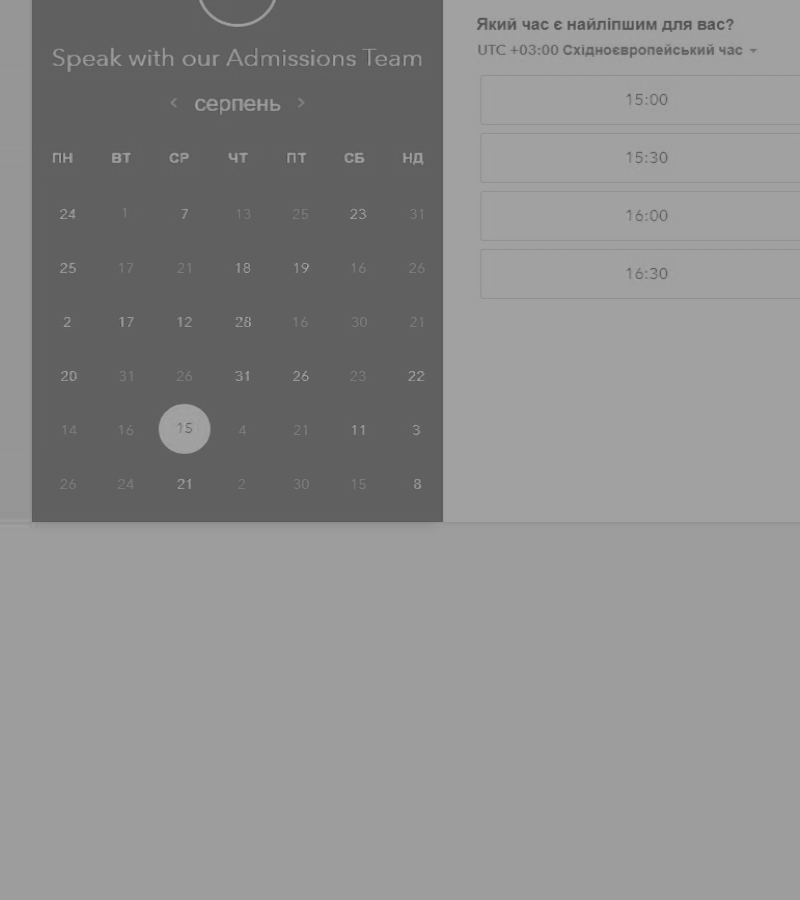 Speak with our Admissions Team
серпень
ПН ВТ СР ЧТ ПТ СБ НД
24 1 7 13 25 23 31
25 17 21 18 19 16 26
2 17 12 28 16 30 21
20 31 26 31 26 23 22
14 16 15 4 21 11 3
26 24 21 2 30 15 8
Який час є найліпшим для вас?
UTC +03:00 Східноєвропейський час
15:00
15:30
16:00
16:30